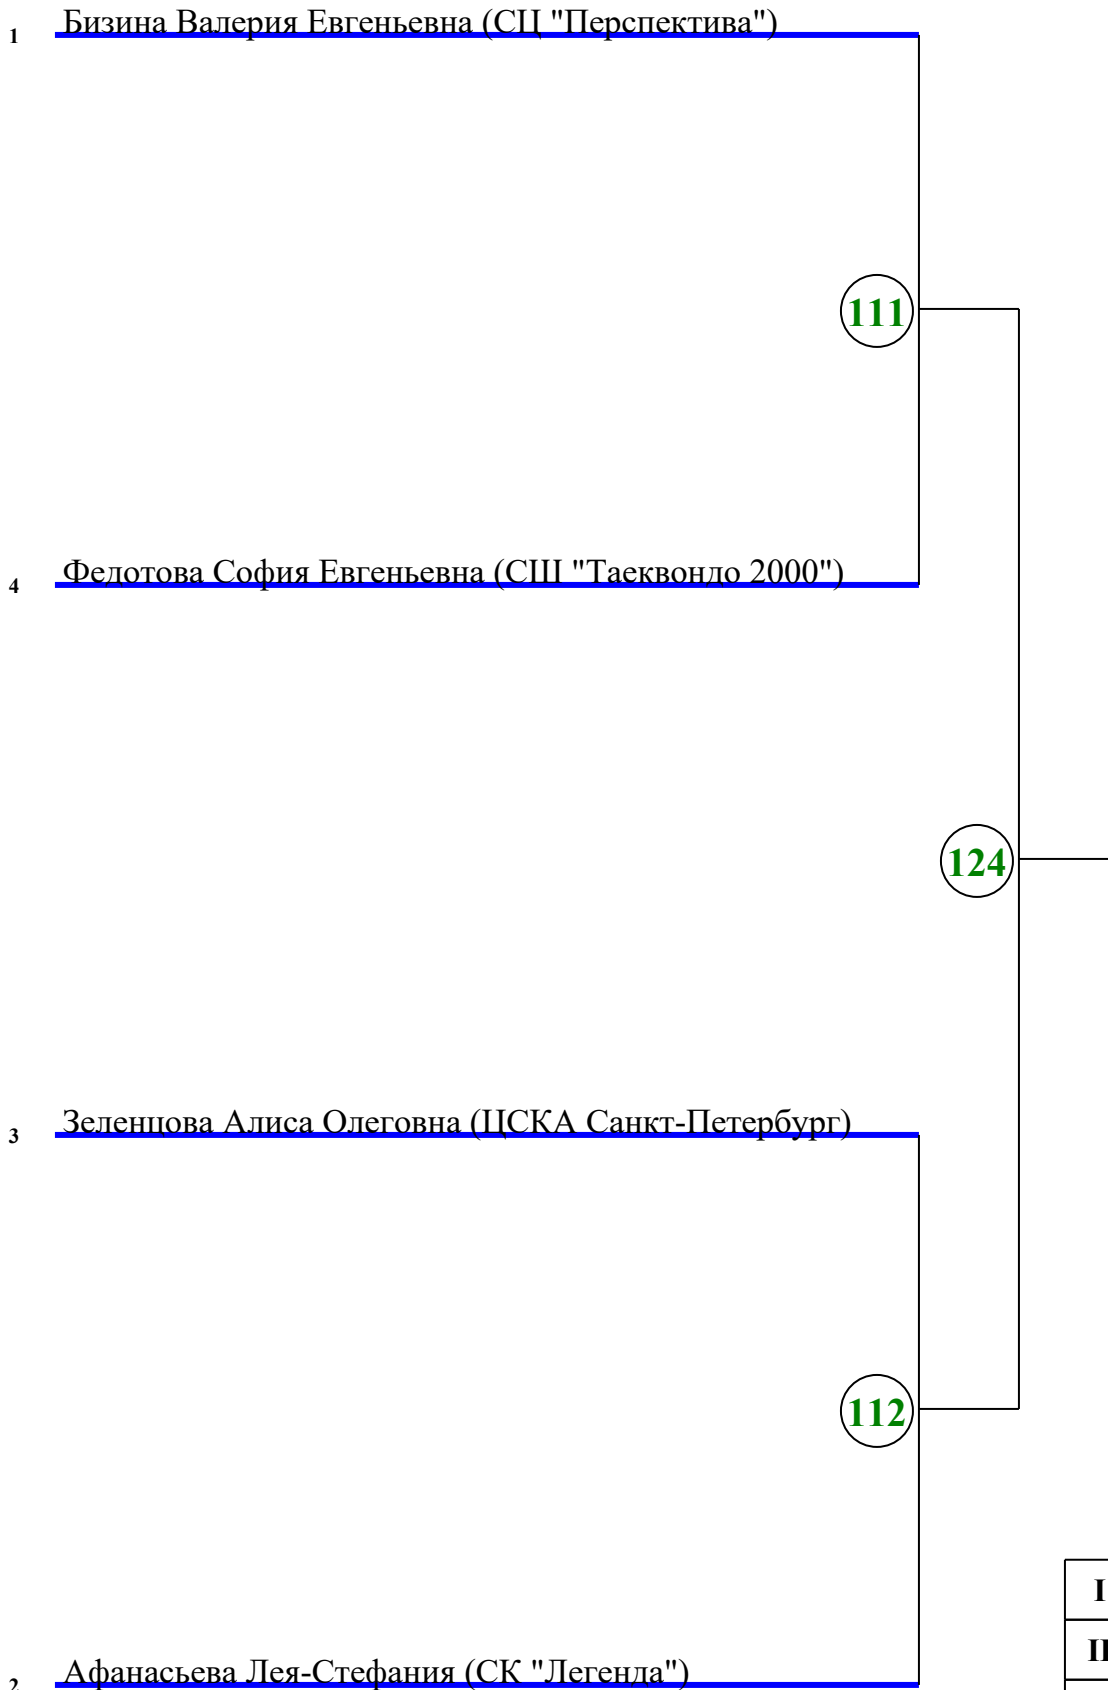 1 Бизина Валерия Евгеньевна (СЦ "Перспектива")
111
4 Федотова София Евгеньевна (СШ "Таеквондо 2000")
124
3 Зеленцова Алиса Олеговна (ЦСКА Санкт-Петербург)
112
I
II
2 Афанасьева Лея-Стефания (СК "Легенда")